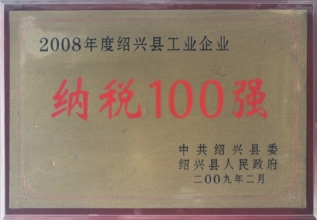 2008年度绍兴县工业企业
纳税100强
中共绍兴县委
绍兴县人民政府
二00九年二月